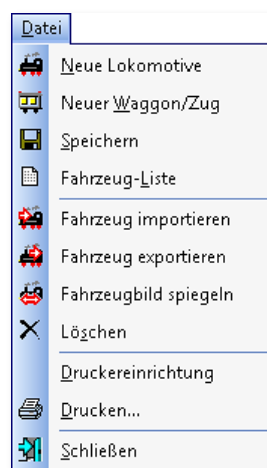 Datei
Neue Lokomotive
Neuer Waggon/Zug
Speichern
Fahrzeug-Liste
Fahrzeug importieren
Fahrzeug exportieren
Fahrzeugbild spiegeln
Löschen
Druckereinrichtung
Drucken...
Schließen